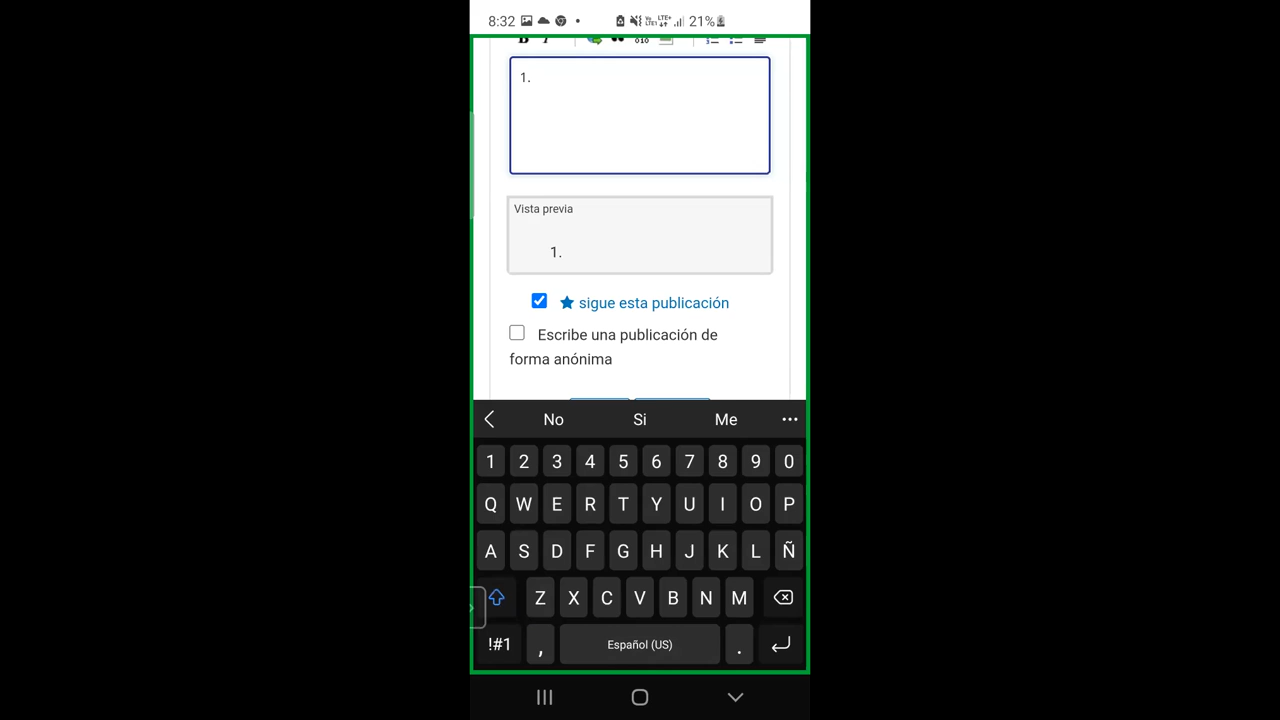 8:32 21%
B I
1.
Vista previa
1.
sigue esta publicación
Escribe una publicación de
forma anónima
No Si Me
1 2 3 4 5 6 7 8 9 0
Q W E R T Y U I O P
A S D F G H J K L Ñ
Z X C V B N M
!#1 , Español (US) .